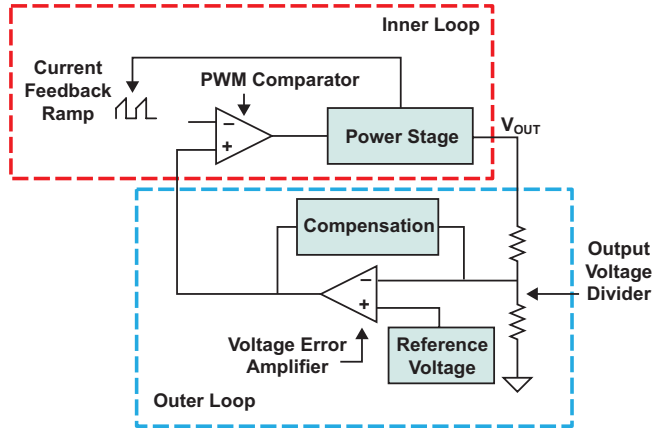 Inner Loop
Current
Feedback
Ramp
PWM Comparator
−
+
Power Stage
VOUT
Compensation
−
+
Output
Voltage
Divider
Voltage Error
Amplifier
Reference
Voltage
Outer Loop